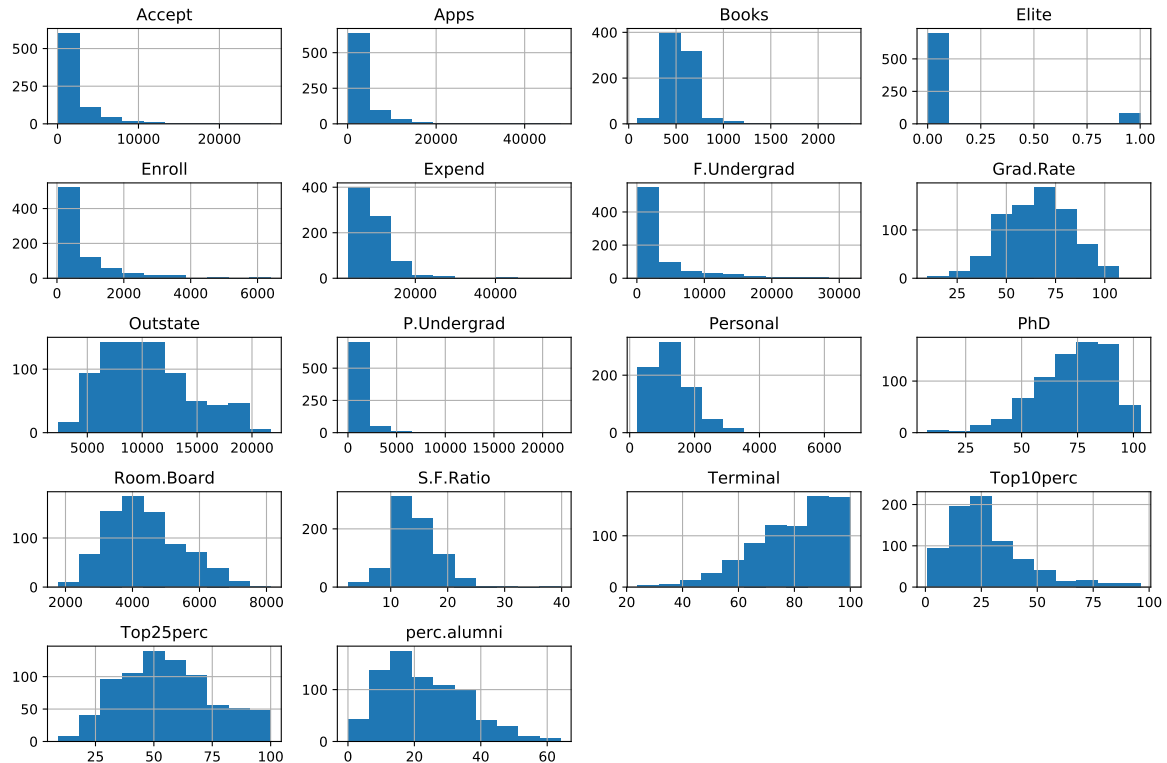 Accept Apps Books Elite
500 250 0
0 10000 20000
500 250 0
0 20000 40000
400 200 0
0 500 1000 1500 2000
500 250 0
0.00 0.25 0.50 0.75 1.00
Enroll Expend F.Undergrad Grad.Rate
400 200 0
0 2000 4000 6000
400 200 0
20000 40000
400 200 0
0 10000 20000 30000
100 0
25 50 75 100
Outstate P.Undergrad Personal PhD
100 0
5000 10000 15000 20000
500 250 0
0 5000 10000 15000 20000
200 0
0 2000 4000 6000
100 0
25 50 75 100
Room.Board S.F.Ratio Terminal Top10perc
100 0
2000 4000 6000 8000
200 0
10 20 30 40
100 0
20 40 60 80 100
200 100 0
0 25 50 75 100
Top25perc perc.alumni
100 50 0
25 50 75 100
100 0
0 20 40 60